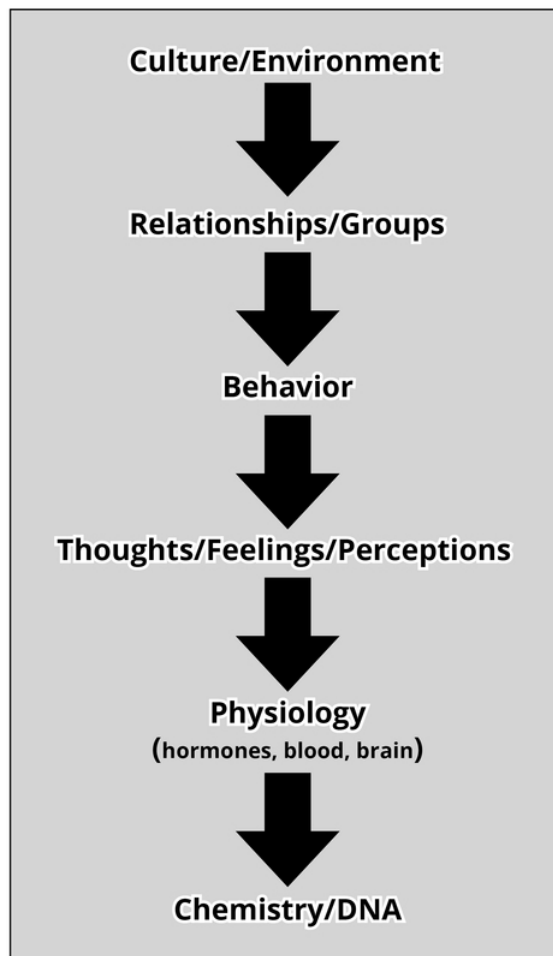 Culture/Environment
Relationships/Groups
Behavior
Thoughts/Feelings/Perceptions
Physiology
(hormones, blood, brain)
Chemistry/DNA